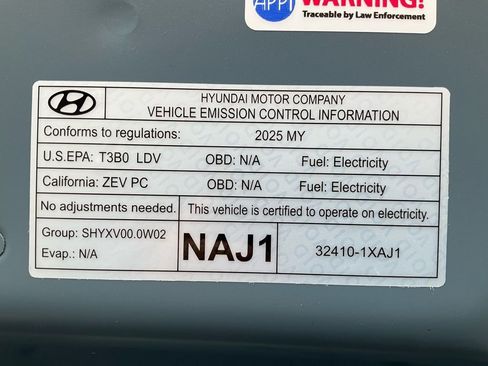 APPI WARNING!
Traceable by Law Enforcement
HYUNDAI MOTOR COMPANY
VEHICLE EMISSION CONTROL INFORMATION
Conforms to regulations: 2025 MY
U.S.EPA: T3B0 LDV OBD: N/A Fuel: Electricity
California: ZEV PC OBD: N/A Fuel: Electricity
No adjustments needed. This vehicle is certified to operate on electricity.
Group: SHYXV00.0W02
Evap.: N/A
NAJ1
32410-1XAJ1